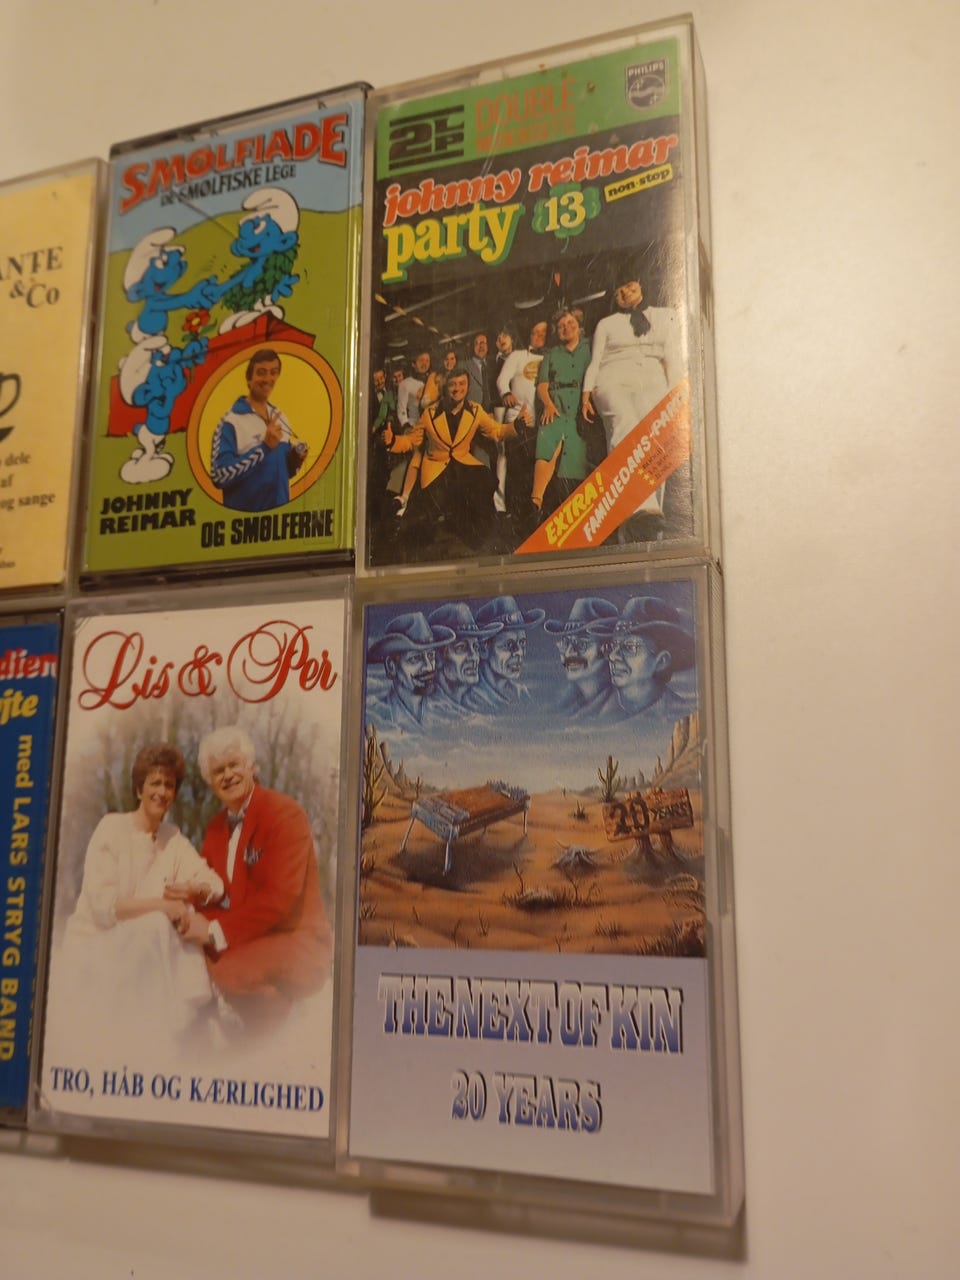 ANTE
&Co
dele
af
og sange
SMØLFIADE
DE SMØLFISKE LEGE
JOHNNY
REIMAR
OG SMØLFERNE
2LP
DOUBLE
PHILIPS
johnny reimar
party 13
non-stop
EXTRA!
FAMILIEDANS-PARTY
med LARS STRYG BAND
Lis & Per
TRO, HÅB OG KÆRLIGHED
20 YEARS
THE NEXT OF KIN
20 YEARS